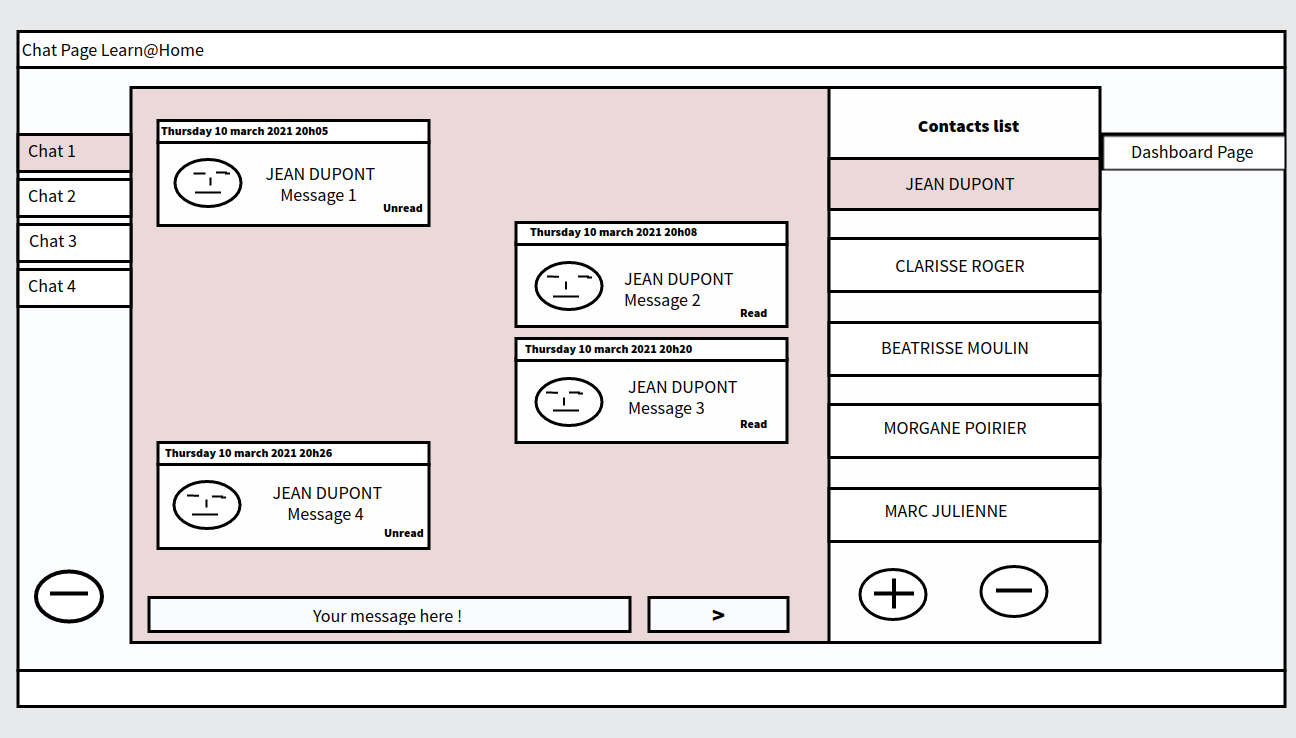 Chat Page Learn@Home
Chat 1
Chat 2
Chat 3
Chat 4
Thursday 10 march 2021 20h05
JEAN DUPONT
Message 1
Unread
Thursday 10 march 2021 20h08
JEAN DUPONT
Message 2
Read
Thursday 10 march 2021 20h20
JEAN DUPONT
Message 3
Read
Thursday 10 march 2021 20h26
JEAN DUPONT
Message 4
Unread
Your message here !
>
Contacts list
JEAN DUPONT
CLARISSE ROGER
BEATRISSE MOULIN
MORGANE POIRIER
MARC JULIENNE
Dashboard Page